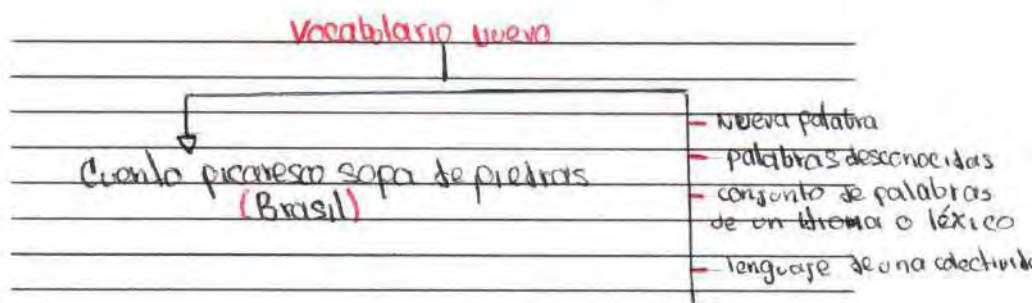 Vocabulario nuevo
Cuento picaresco sopa de piedras
(Brasil)
- Nueva palabra
- palabras desconocidas
- conjunto de palabras
de un idioma o léxico
- lenguaje de una colectivid